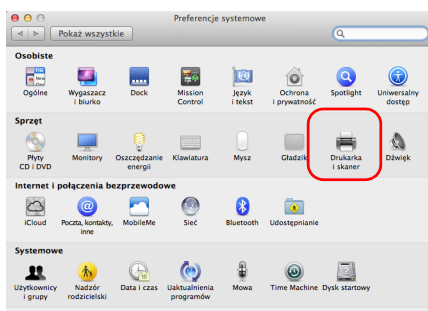 Preferencje systemowe
Pokaż wszystkie
Osobiste
Ogólne
Wygaszacz i biurko
Dock
Mission Control
Język i tekst
Ochrona i prywatność
Spotlight
Uniwersalny dostęp
Sprzęt
Płyty CD i DVD
Monitory
Oszczędzanie energii
Klawiatura
Mysz
Gładzik
Drukarka i skaner
Dźwięk
Internet i połączenia bezprzewodowe
iCloud
Poczta, kontakty, inne
MobileMe
Sieć
Bluetooth
Udostępnianie
Systemowe
Użytkownicy i grupy
Nadzór rodzicielski
Data i czas
Uaktualnienia programów
Mowa
Time Machine
Dysk startowy